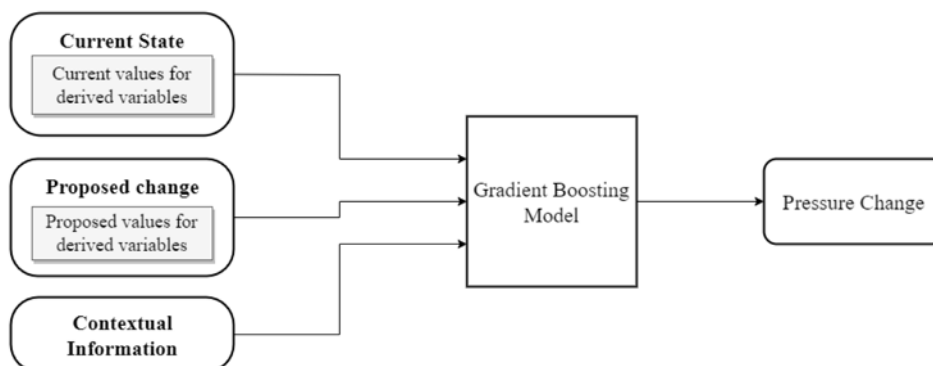 Current State
Current values for
derived variables
Proposed change
Proposed values for
derived variables
Contextual
Information
Gradient Boosting
Model
Pressure Change